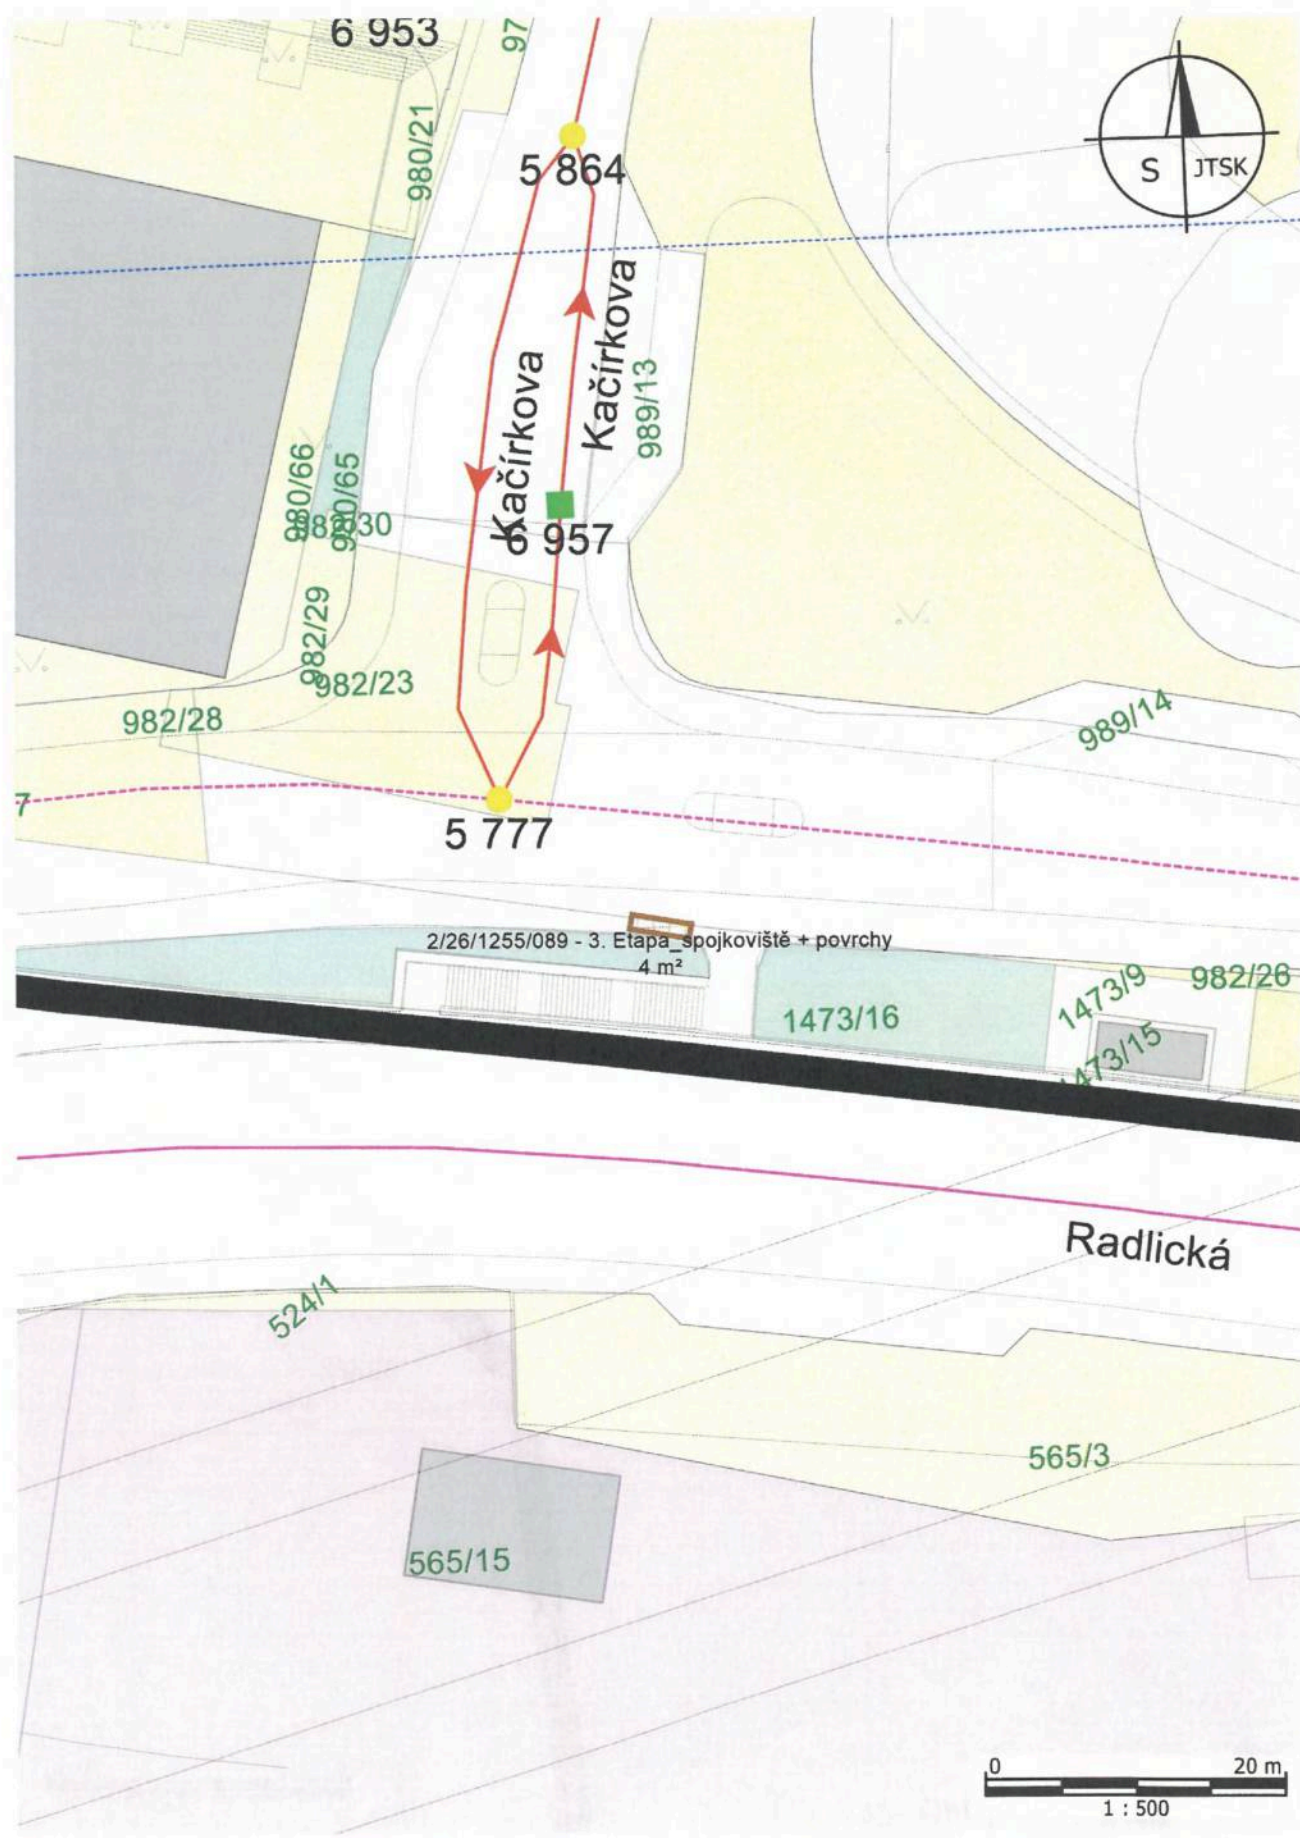 6 953
97
980/21
5 864
S JTSK
Kačírkova
Kačírkova
989/13
980/66
980/65
982/30
6 957
982/29
982/23
982/28
989/14
7
5 777
2/26/1255/089 - 3. Etapa_spojkoviště + povrchy
4 m²
1473/9
982/26
1473/16
1473/15
Radlická
524/1
565/3
565/15
0 20 m
1 : 500